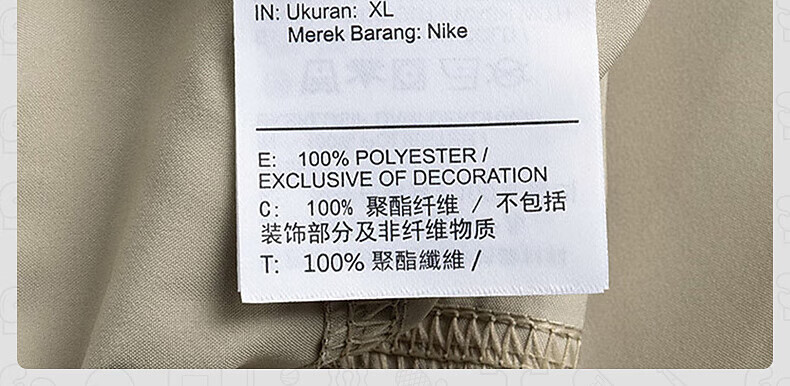 IN: Ukuran: XL
Merek Barang: Nike
E: 100% POLYESTER /
EXCLUSIVE OF DECORATION
C: 100% 聚酯纤维 / 不包括
装饰部分及非纤维物质
T: 100% 聚酯纖維 /